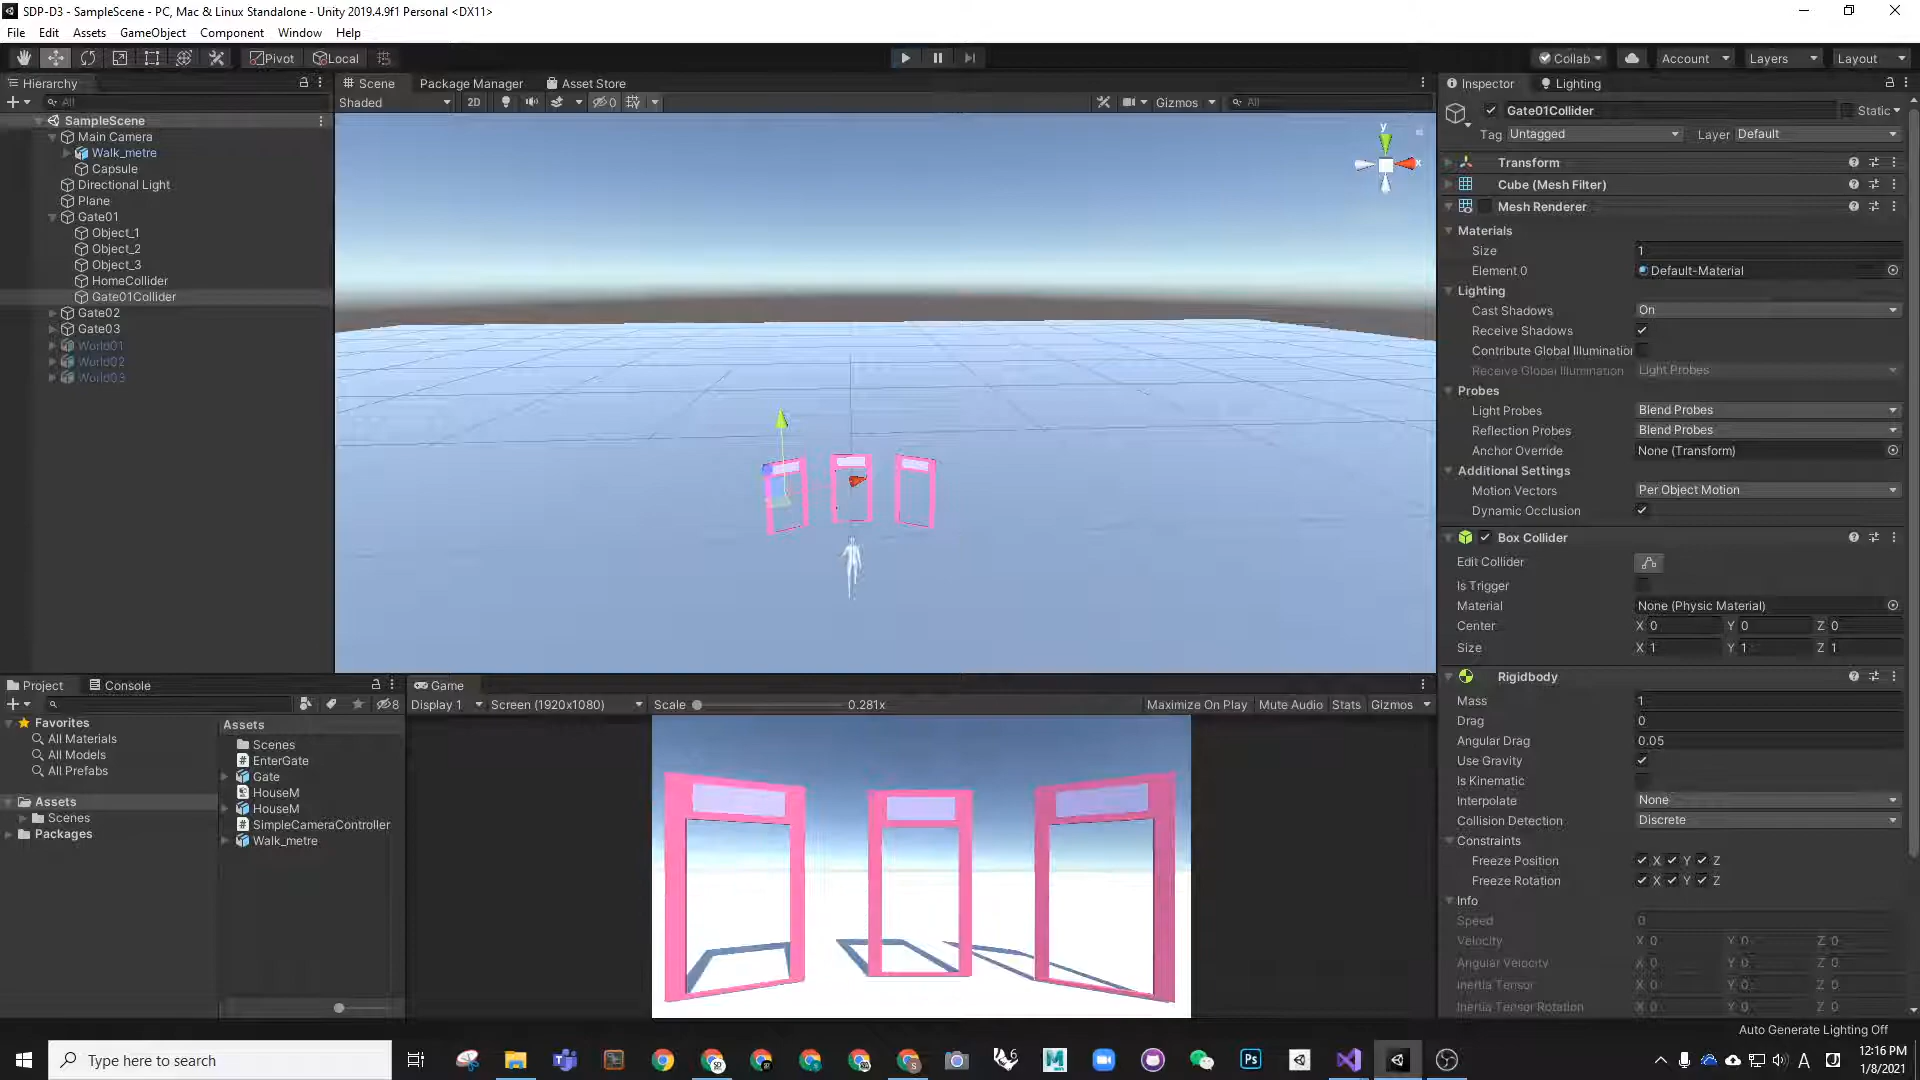 SDP-D3 - SampleScene - PC, Mac & Linux Standalone - Unity 2019.4.9f1 Personal <DX11>
File Edit Assets GameObject Component Window Help
Pivot Local Collab Account Layers Layout
Hierarchy
All
SampleScene
Main Camera
Walk_metre
Capsule
Directional Light
Plane
Gate01
Object_1
Object_2
Object_3
HomeCollider
Gate01Collider
Gate02
Gate03
World01
World02
World03
Scene Package Manager Asset Store
Shaded 2D 0 Gizmos All
y
x
Inspector Lighting
Gate01Collider Static
Tag Untagged Layer Default
Transform
Cube (Mesh Filter)
Mesh Renderer
Materials
Size 1
Element 0 Default-Material
Lighting
Cast Shadows On
Receive Shadows
Contribute Global Illumination
Receive Global Illumination Light Probes
Probes
Light Probes Blend Probes
Reflection Probes Blend Probes
Anchor Override None (Transform)
Additional Settings
Motion Vectors Per Object Motion
Dynamic Occlusion
Box Collider
Edit Collider
Is Trigger
Material None (Physic Material)
Center X 0 Y 0 Z 0
Size X 1 Y 1 Z 1
Rigidbody
Mass 1
Drag 0
Angular Drag 0.05
Use Gravity
Is Kinematic
Interpolate None
Collision Detection Discrete
Constraints
Freeze Position X Y Z
Freeze Rotation X Y Z
Info
Speed 0
Velocity X 0 Y 0 Z 0
Angular Velocity X 0 Y 0 Z 0
Inertia Tensor X 0 Y 0 Z 0
Inertia Tensor Rotation X 0 Y 0 Z 0
Project Console
8
Favorites
All Materials
All Models
All Prefabs
Assets
Scenes
Packages
Assets
Scenes
EnterGate
Gate
HouseM
HouseM
SimpleCameraController
Walk_metre
Game
Display 1 Screen (1920x1080) Scale 0.281x Maximize On Play Mute Audio Stats Gizmos
Auto Generate Lighting Off
Type here to search
Ps
A
12:16 PM
1/8/2021